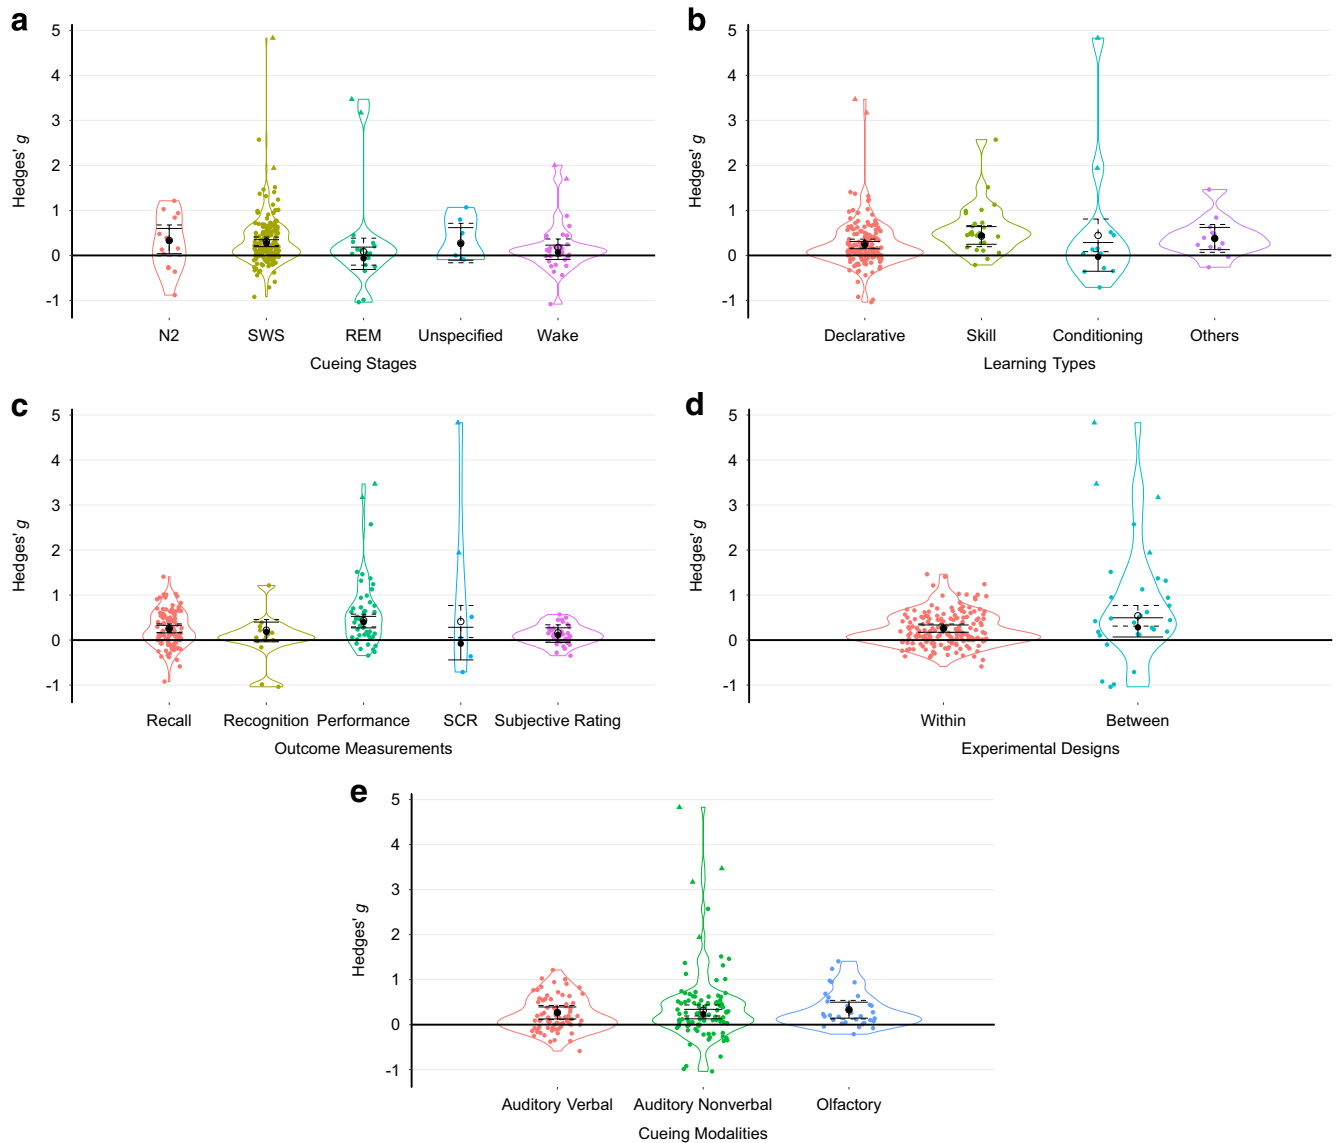 a
5
4
3
2
1
0
-1
Hedges' g
N2 SWS REM Unspecified Wake
Cueing Stages
b
5
4
3
2
1
0
-1
Hedges' g
Declarative Skill Conditioning Others
Learning Types
c
5
4
3
2
1
0
-1
Hedges' g
Recall Recognition Performance SCR Subjective Rating
Outcome Measurements
d
5
4
3
2
1
0
-1
Hedges' g
Within Between
Experimental Designs
e
5
4
3
2
1
0
-1
Hedges' g
Auditory Verbal Auditory Nonverbal Olfactory
Cueing Modalities